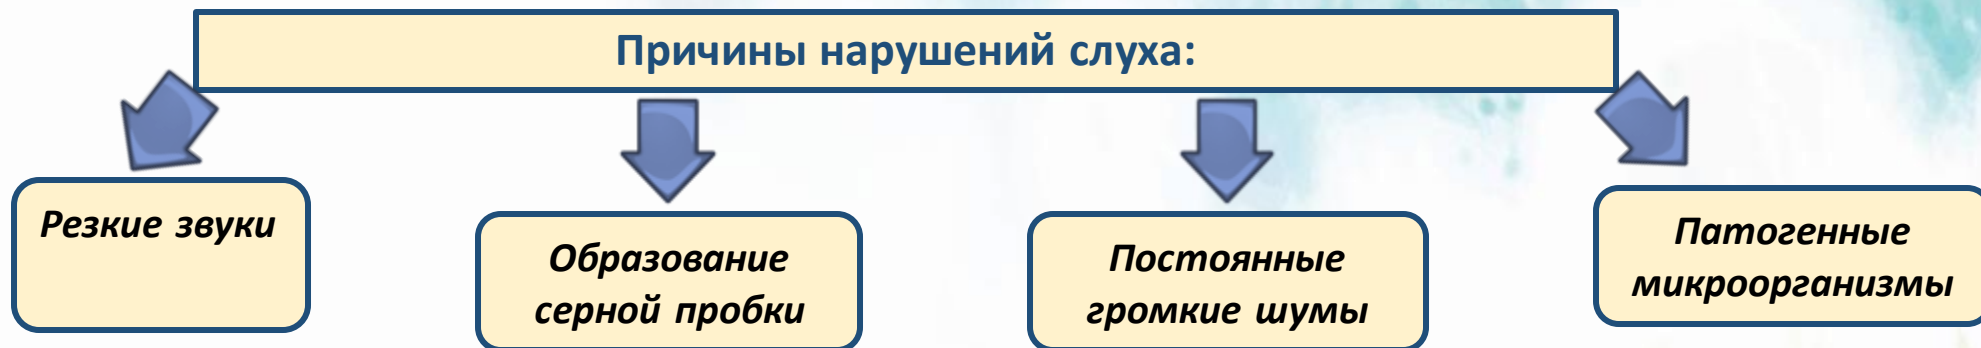 Причины нарушений слуха:
Резкие звуки
Образование
серной пробки
Постоянные
громкие шумы
Патогенные
микроорганизмы